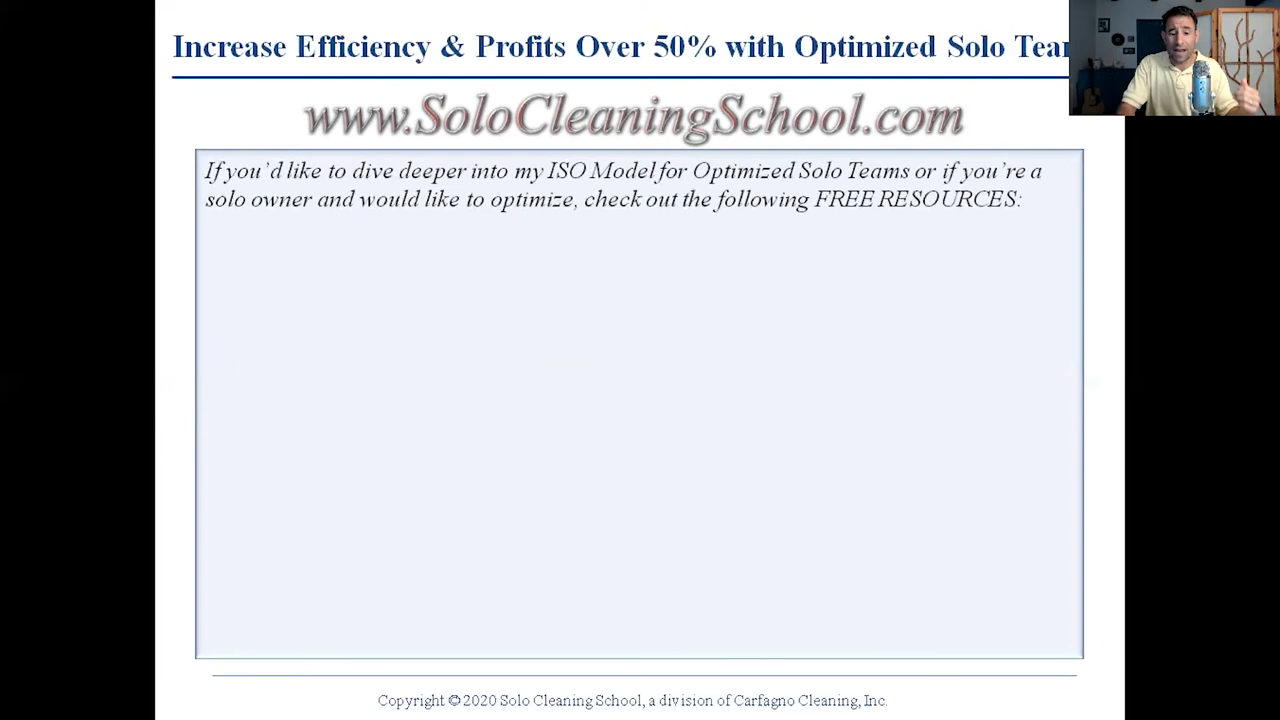 Increase Efficiency & Profits Over 50% with Optimized Solo
www.SoloCleaningSchool.com
If you'd like to dive deeper into my ISO Model for Optimized Solo Teams or if you're a
solo owner and would like to optimize, check out the following FREE RESOURCES:
Copyright © 2020 Solo Cleaning School, a division of Carfagno Cleaning, Inc.